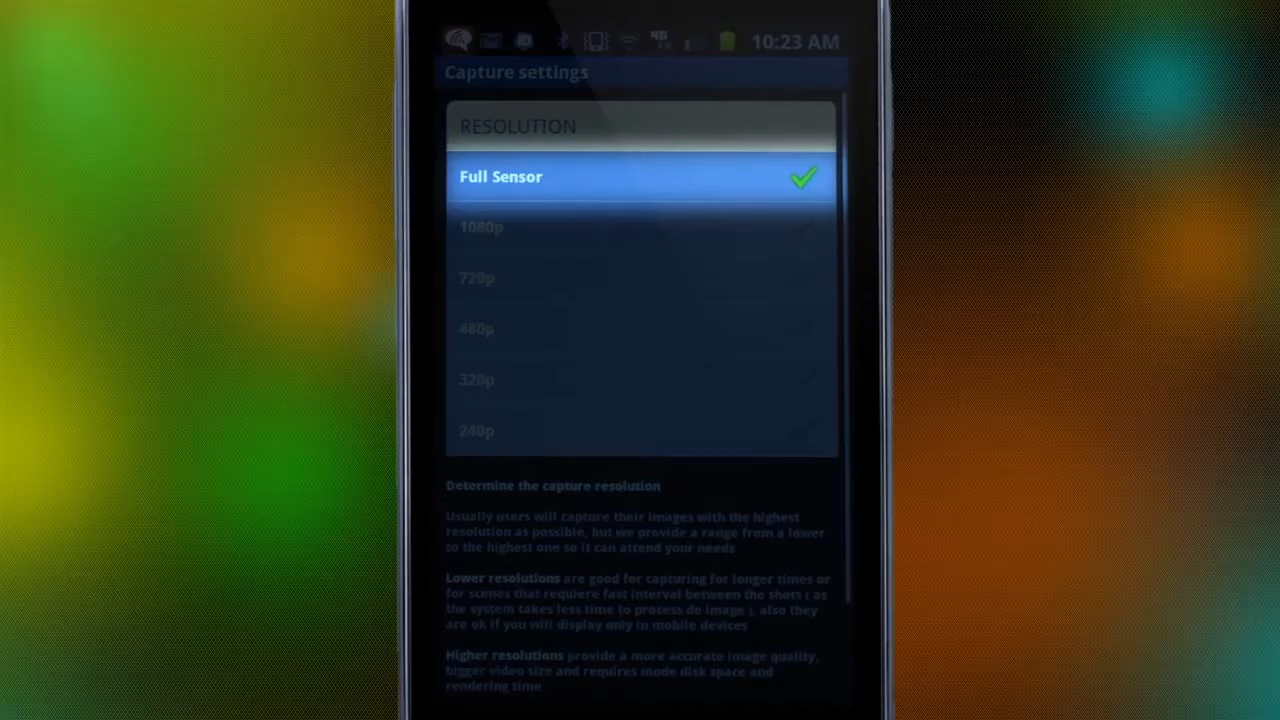 4G
10:23 AM
Capture settings
RESOLUTION
Full Sensor
1080p
720p
480p
320p
240p
Determine the capture resolution
Usually users will capture their images with the highest
resolution as possible, but we provide a range from a lower
to the highest one so it can attend your needs
Lower resolutions are good for capturing for longer times or
for scenes that requiere fast interval between the shots ( as
the system takes less time to process de image ), also they
are ok if you will display only in mobile devices
Higher resolutions provide a more accurate image quality,
bigger video size and requires mode disk space and
rendering time